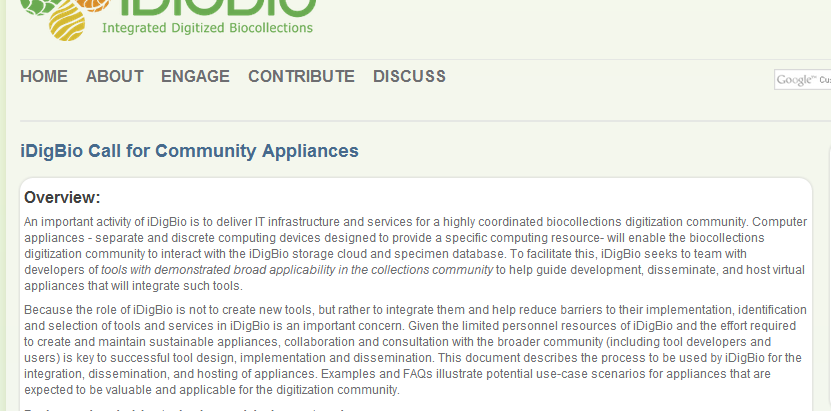 Integrated Digitized Biocollections
HOME ABOUT ENGAGE CONTRIBUTE DISCUSS
Google™
iDigBio Call for Community Appliances
Overview:
An important activity of iDigBio is to deliver IT infrastructure and services for a highly coordinated biocollections digitization community. Computer
appliances - separate and discrete computing devices designed to provide a specific computing resource- will enable the biocollections
digitization community to interact with the iDigBio storage cloud and specimen database. To facilitate this, iDigBio seeks to team with
developers of tools with demonstrated broad applicability in the collections community to help guide development, disseminate, and host virtual
appliances that will integrate such tools.
Because the role of iDigBio is not to create new tools, but rather to integrate them and help reduce barriers to their implementation, identification
and selection of tools and services in iDigBio is an important concern. Given the limited personnel resources of iDigBio and the effort required
to create and maintain sustainable appliances, collaboration and consultation with the broader community (including tool developers and
users) is key to successful tool design, implementation and dissemination. This document describes the process to be used by iDigBio for the
integration, dissemination, and hosting of appliances. Examples and FAQs illustrate potential use-case scenarios for appliances that are
expected to be valuable and applicable for the digitization community.